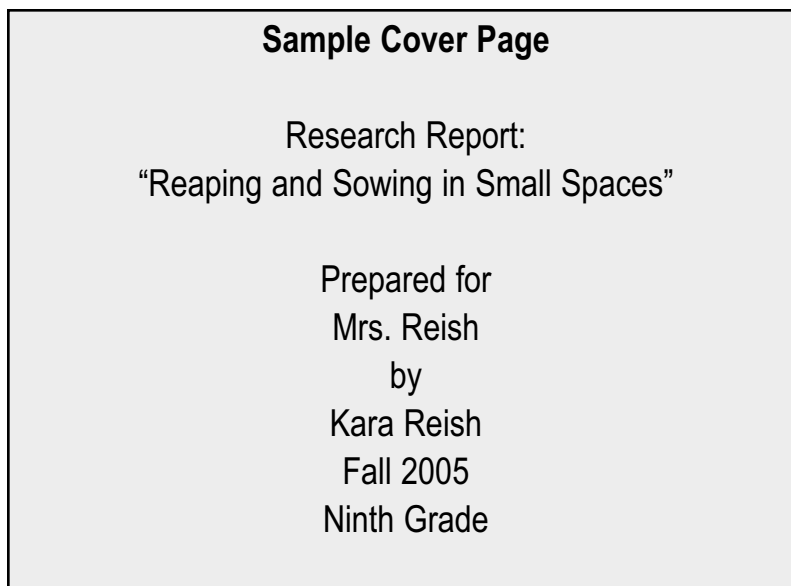 Sample Cover Page
Research Report:
“Reaping and Sowing in Small Spaces”
Prepared for
Mrs. Reish
by
Kara Reish
Fall 2005
Ninth Grade